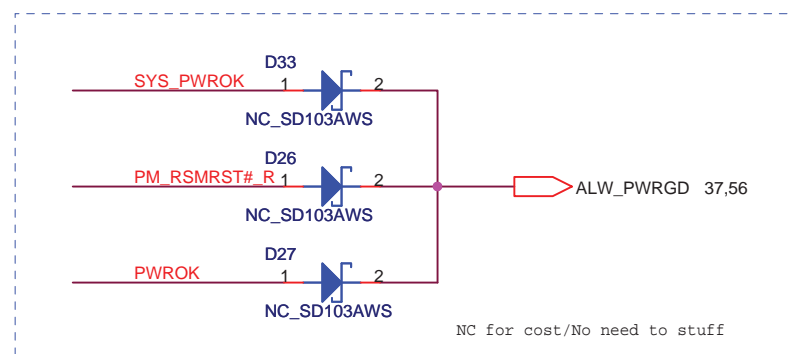 D33
SYS_PWROK 1 2
NC_SD103AWS
D26
PM_RSMRST#_R 1 2
ALW_PWRGD 37,56
NC_SD103AWS
D27
PWROK 1 2
NC_SD103AWS
NC for cost/No need to stuff